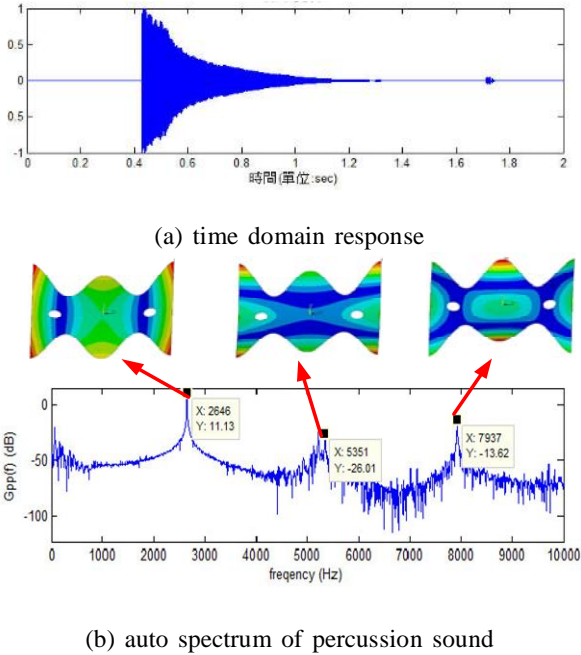 1
0.5
0
-0.5
-1
0 0.2 0.4 0.6 0.8 1 1.2 1.4 1.6 1.8 2
時間(單位:sec)
(a) time domain response
X: 2646
Y: 11.13
X: 5351
Y: -26.01
X: 7937
Y: -13.62
Gpp(f) (dB)
0
-50
-100
0 1000 2000 3000 4000 5000 6000 7000 8000 9000 10000
freqency (Hz)
(b) auto spectrum of percussion sound